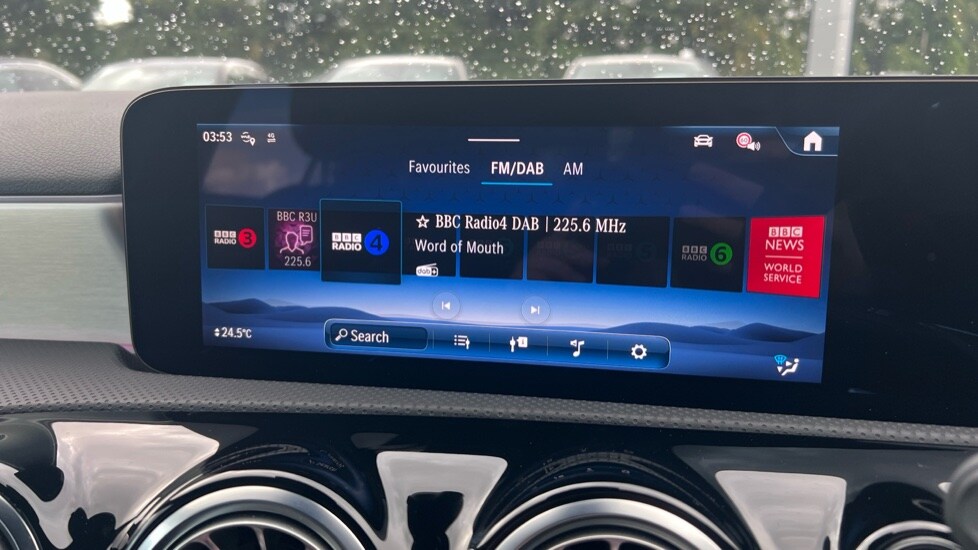 03:53
4G
Favourites FM/DAB AM
BBC RADIO 3
BBC R3U
225.6
BBC RADIO 4
☆ BBC Radio4 DAB | 225.6 MHz
Word of Mouth
dab
BBC RADIO 6
BBC
NEWS
WORLD
SERVICE
24.5°C
Search